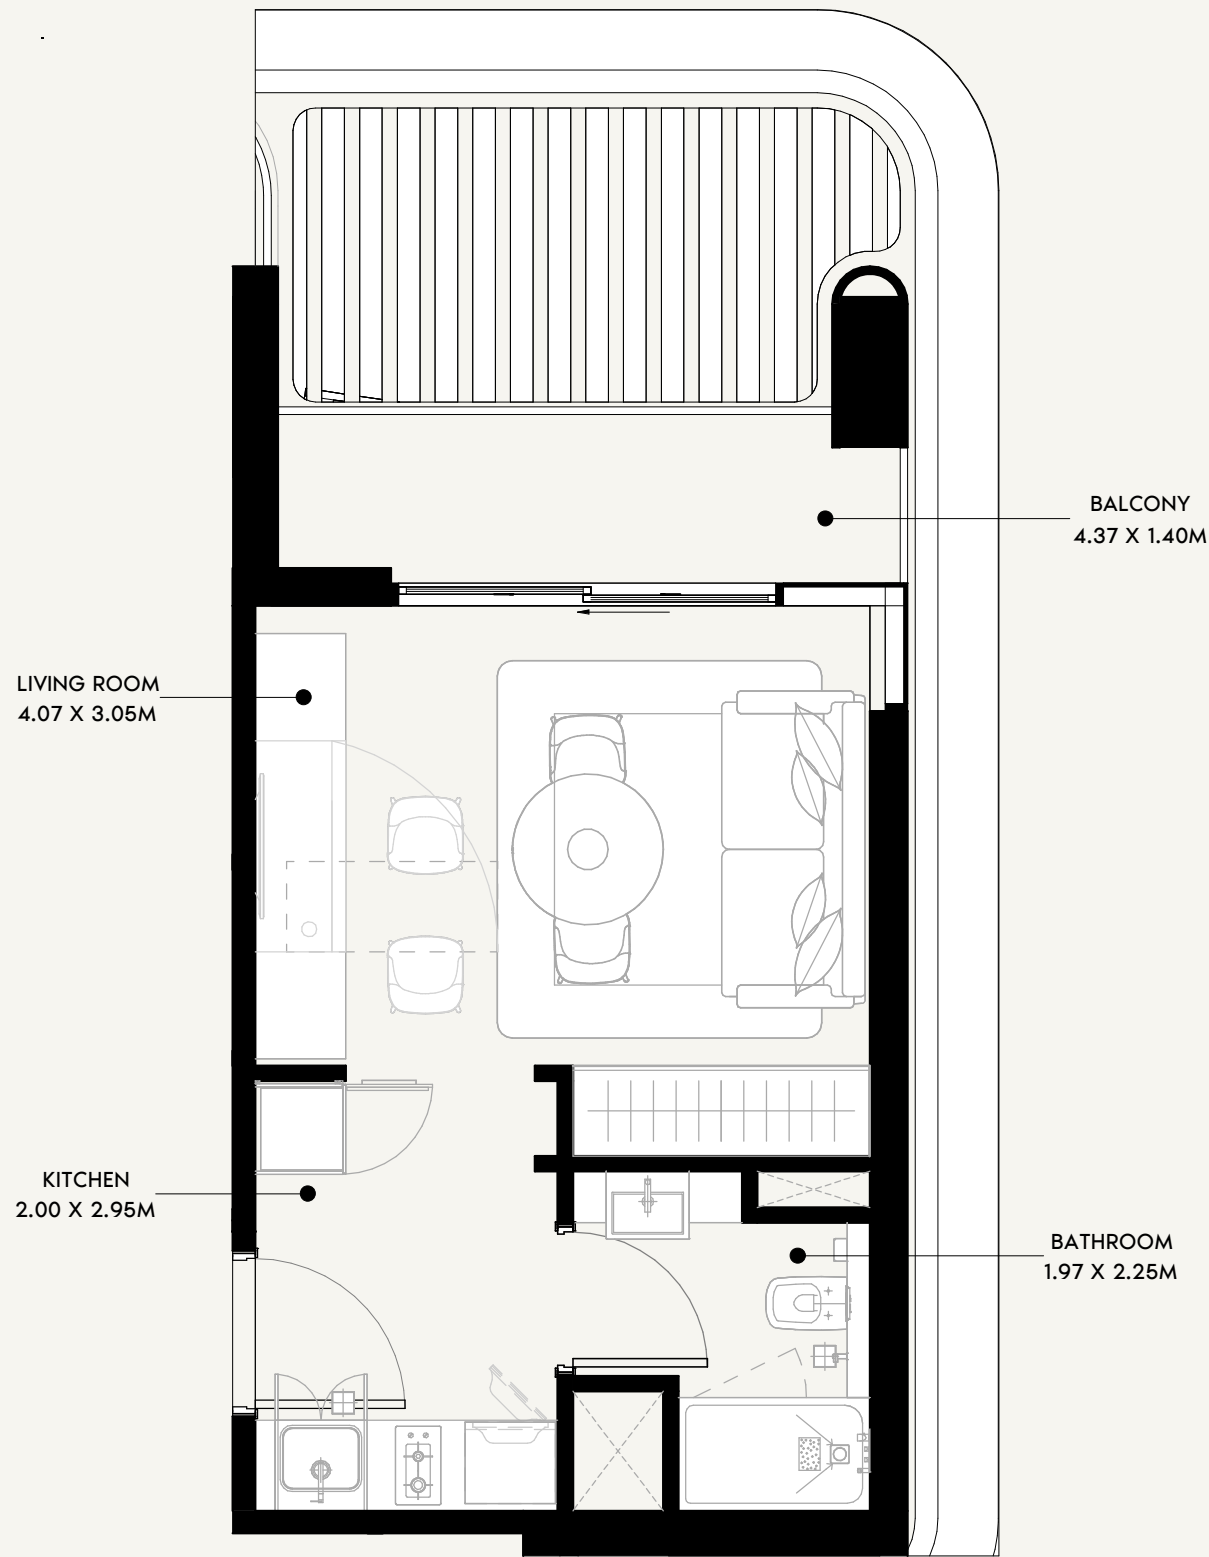 BALCONY
4.37 X 1.40M
LIVING ROOM
4.07 X 3.05M
KITCHEN
2.00 X 2.95M
BATHROOM
1.97 X 2.25M